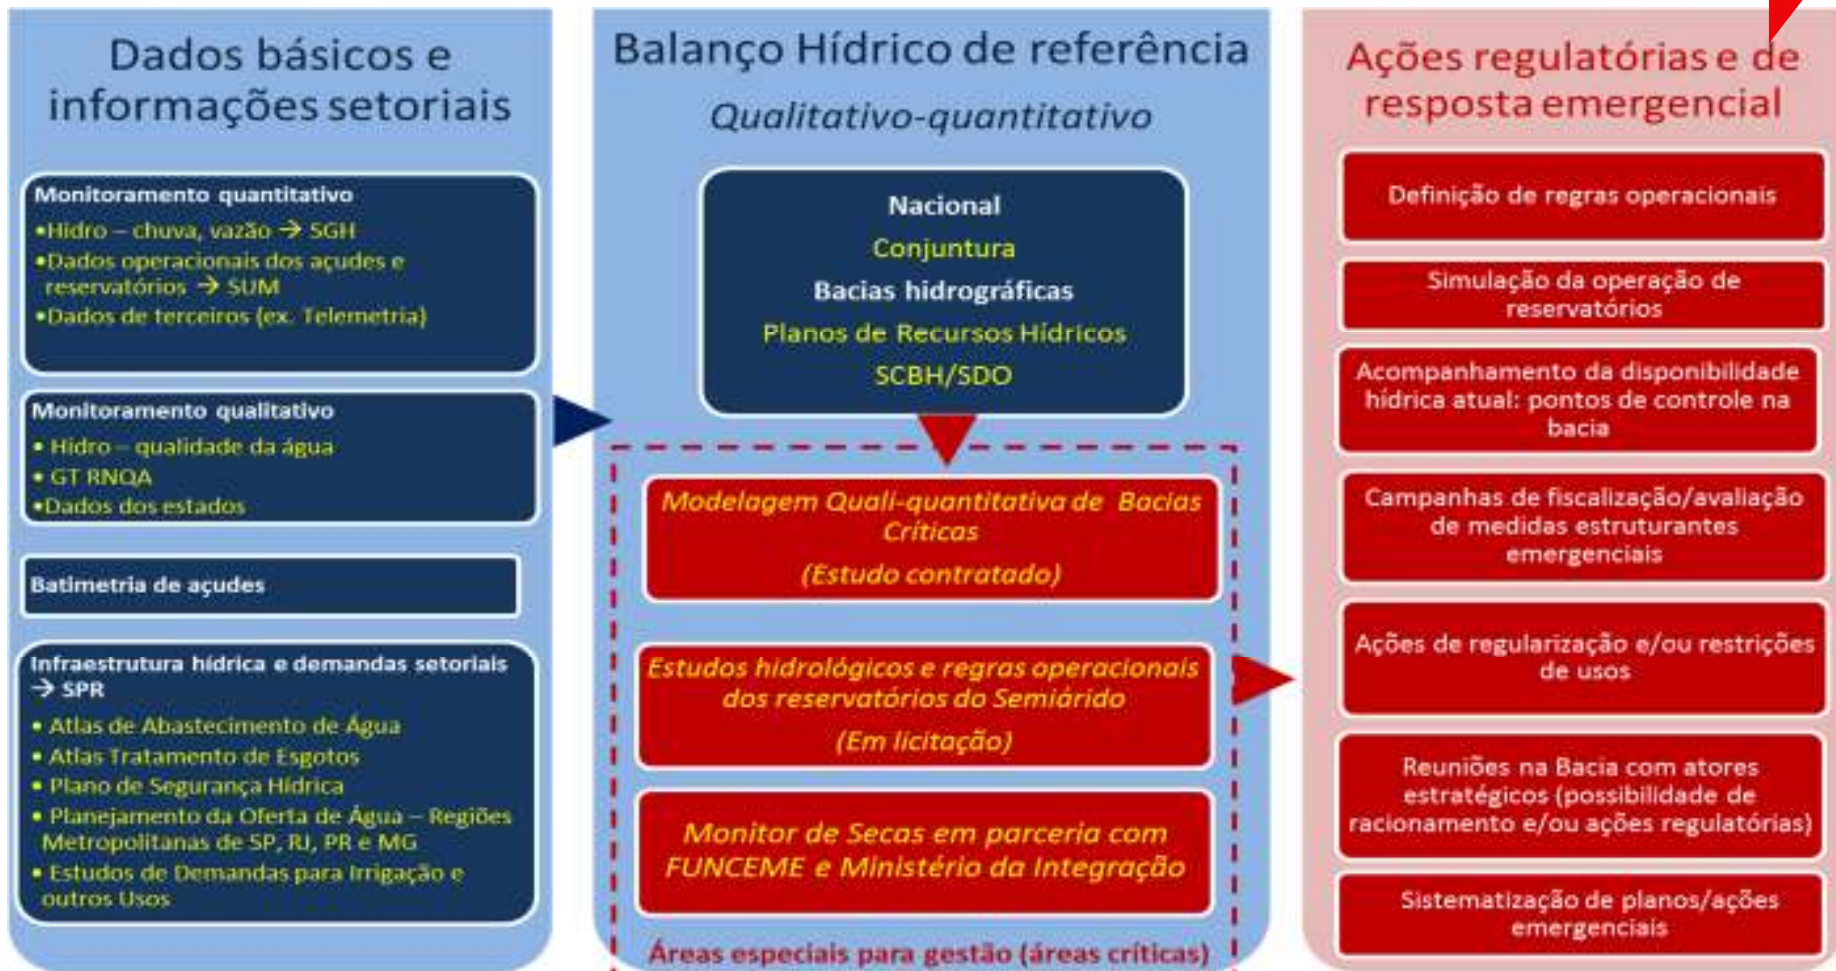 Dados básicos e
informações setoriais
Monitoramento quantitativo
•Hidro – chuva, vazão → SGH
•Dados operacionais dos açudes e
reservatórios → SUM
•Dados de terceiros (ex. Telemetria)
Monitoramento qualitativo
• Hidro – qualidade da água
• GT RNQA
•Dados dos estados
Batimetria de açudes
Infraestrutura hídrica e demandas setoriais
→ SPR
• Atlas de Abastecimento de Água
• Atlas Tratamento de Esgotos
• Plano de Segurança Hídrica
• Planejamento da Oferta de Água – Regiões
Metropolitanas de SP, RJ, PR e MG
• Estudos de Demandas para Irrigação e
outros Usos
Balanço Hídrico de referência
Qualitativo-quantitativo
Nacional
Conjuntura
Bacias hidrográficas
Planos de Recursos Hídricos
SCBH/SDO
Modelagem Quali-quantitativa de Bacias
Críticas
(Estudo contratado)
Estudos hidrológicos e regras operacionais
dos reservatórios do Semiárido
(Em licitação)
Monitor de Secas em parceria com
FUNCEME e Ministério da Integração
Áreas especiais para gestão (áreas críticas)
Ações regulatórias e de
resposta emergencial
Definição de regras operacionais
Simulação da operação de
reservatórios
Acompanhamento da disponibilidade
hídrica atual: pontos de controle na
bacia
Campanhas de fiscalização/avaliação
de medidas estruturantes
emergenciais
Ações de regularização e/ou restrições
de usos
Reuniões na Bacia com atores
estratégicos (possibilidade de
racionamento e/ou ações regulatórias)
Sistematização de planos/ações
emergenciais